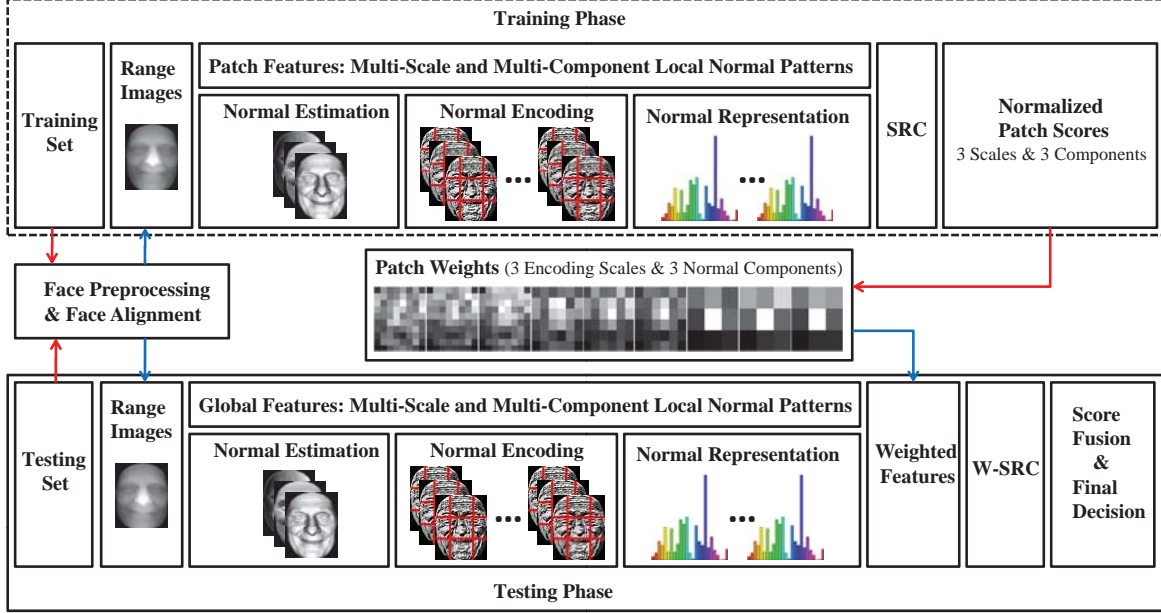 Training Phase
Training
Set
Range
Images
Patch Features: Multi-Scale and Multi-Component Local Normal Patterns
Normal Estimation
Normal Encoding
Normal Representation
SRC
Normalized
Patch Scores
3 Scales & 3 Components
Face Preprocessing
& Face Alignment
Patch Weights (3 Encoding Scales & 3 Normal Components)
Testing
Set
Range
Images
Global Features: Multi-Scale and Multi-Component Local Normal Patterns
Normal Estimation
Normal Encoding
Normal Representation
Weighted
Features
W-SRC
Score
Fusion
&
Final
Decision
Testing Phase